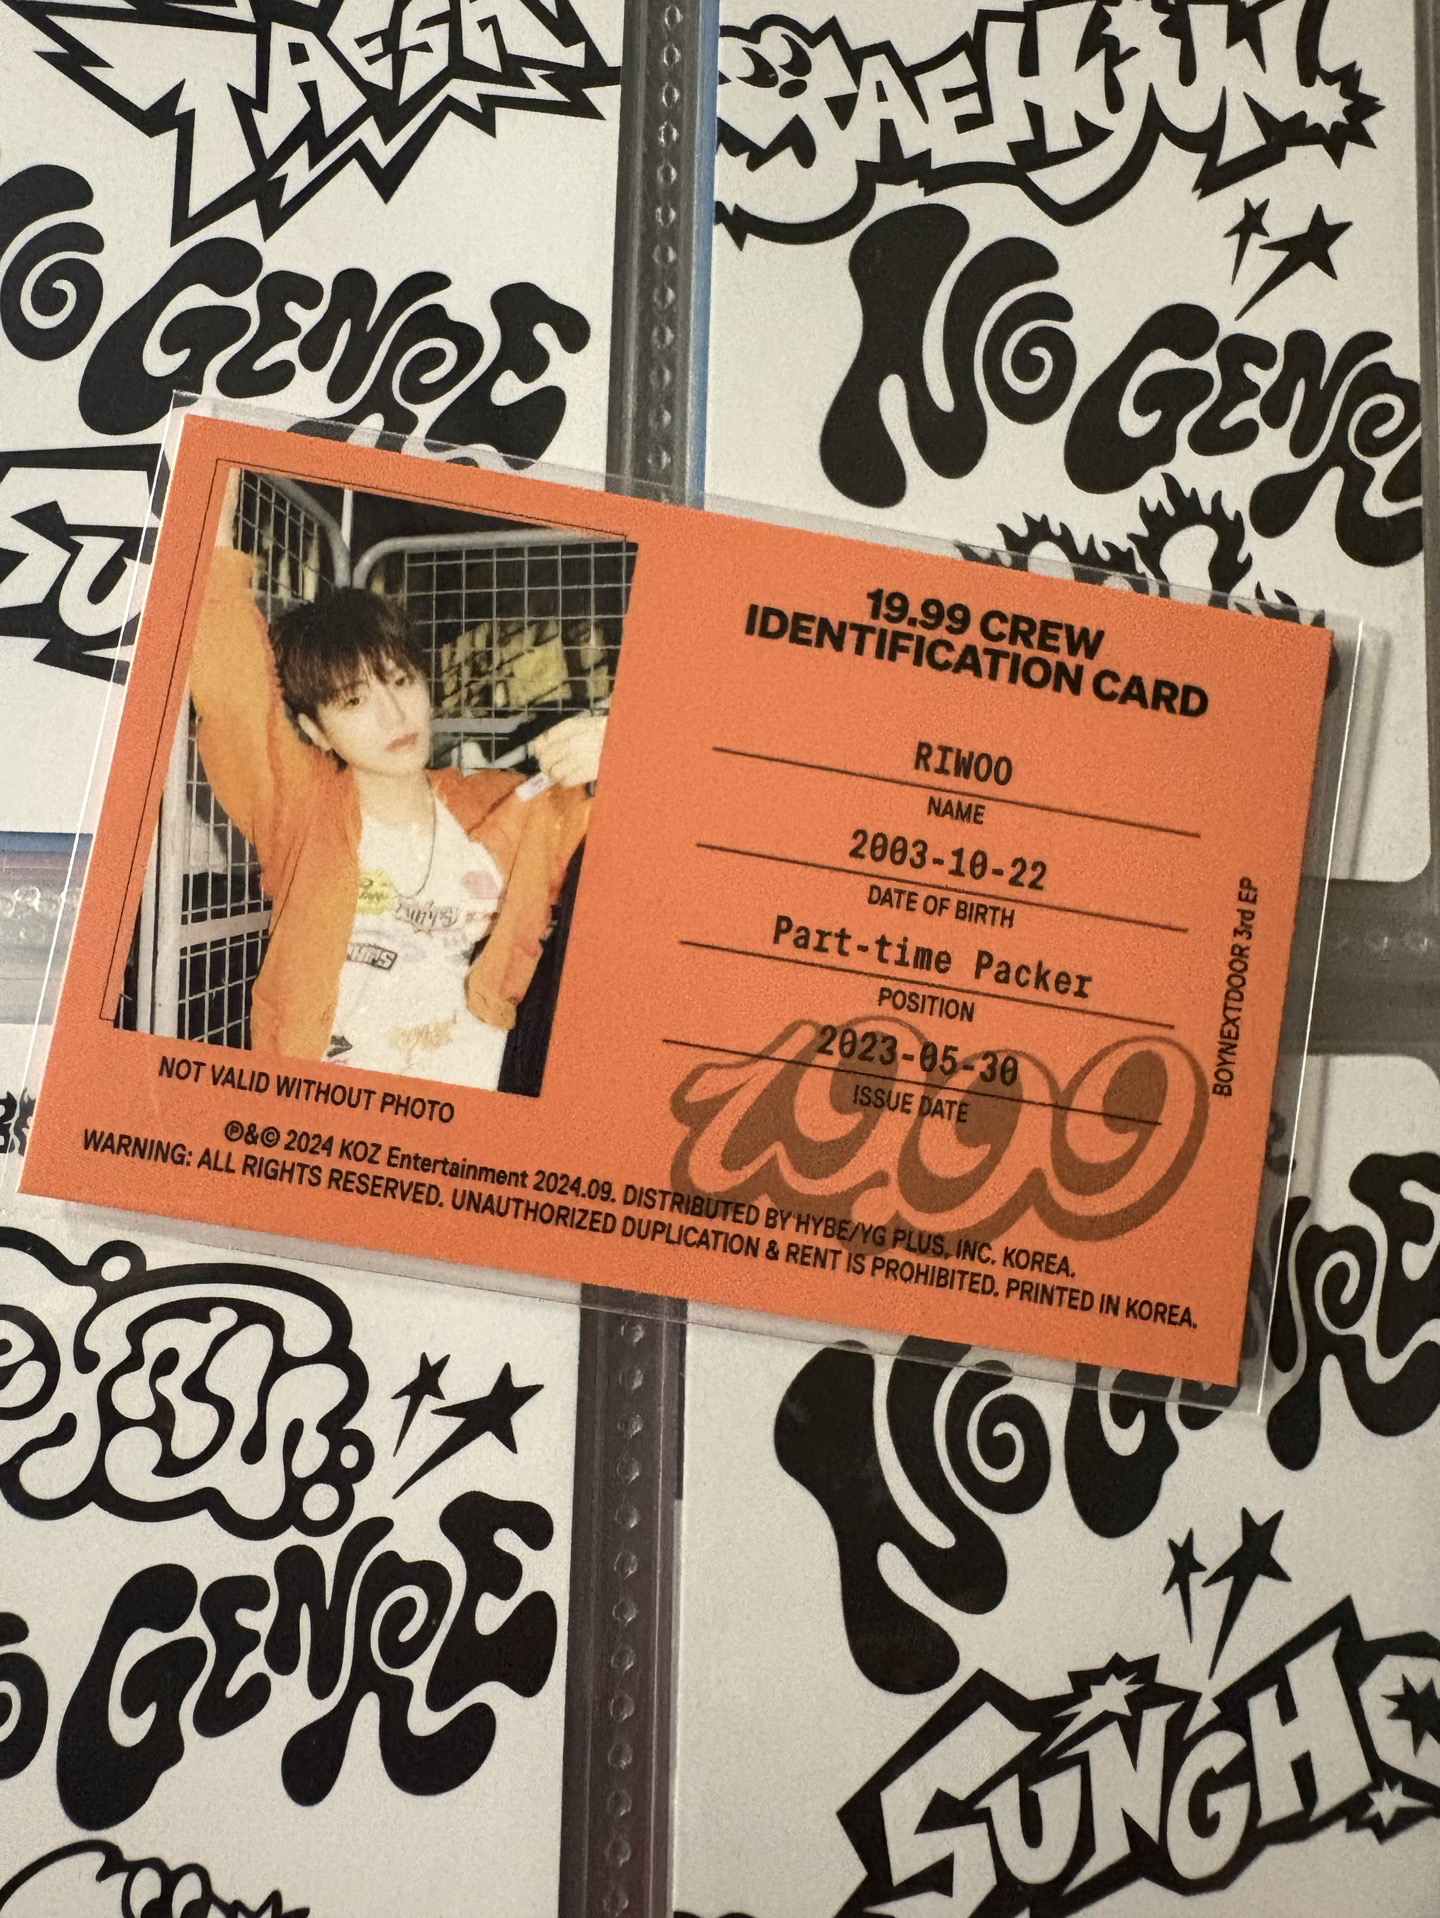 JAEHYUN
NO GENRE
GENRE
19.99 CREW
IDENTIFICATION CARD
RIWOO
NAME
2003-10-22
DATE OF BIRTH
Part-time Packer
POSITION
2023-05-30
ISSUE DATE
19.99
BOYNEXTDOOR 3rd EP
NOT VALID WITHOUT PHOTO
℗&© 2024 KOZ Entertainment 2024.09. DISTRIBUTED BY HYBE/YG PLUS, INC. KOREA.
WARNING: ALL RIGHTS RESERVED. UNAUTHORIZED DUPLICATION & RENT IS PROHIBITED. PRINTED IN KOREA.
GENRE
SUNGHO